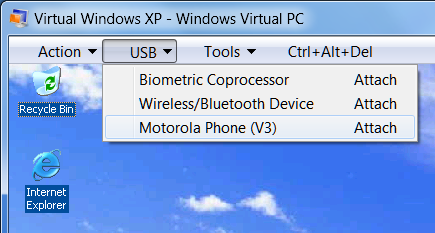 Virtual Windows XP - Windows Virtual PC
Action USB Tools Ctrl+Alt+Del
Biometric Coprocessor Attach
Wireless/Bluetooth Device Attach
Motorola Phone (V3) Attach
Recycle Bin
Internet
Explorer